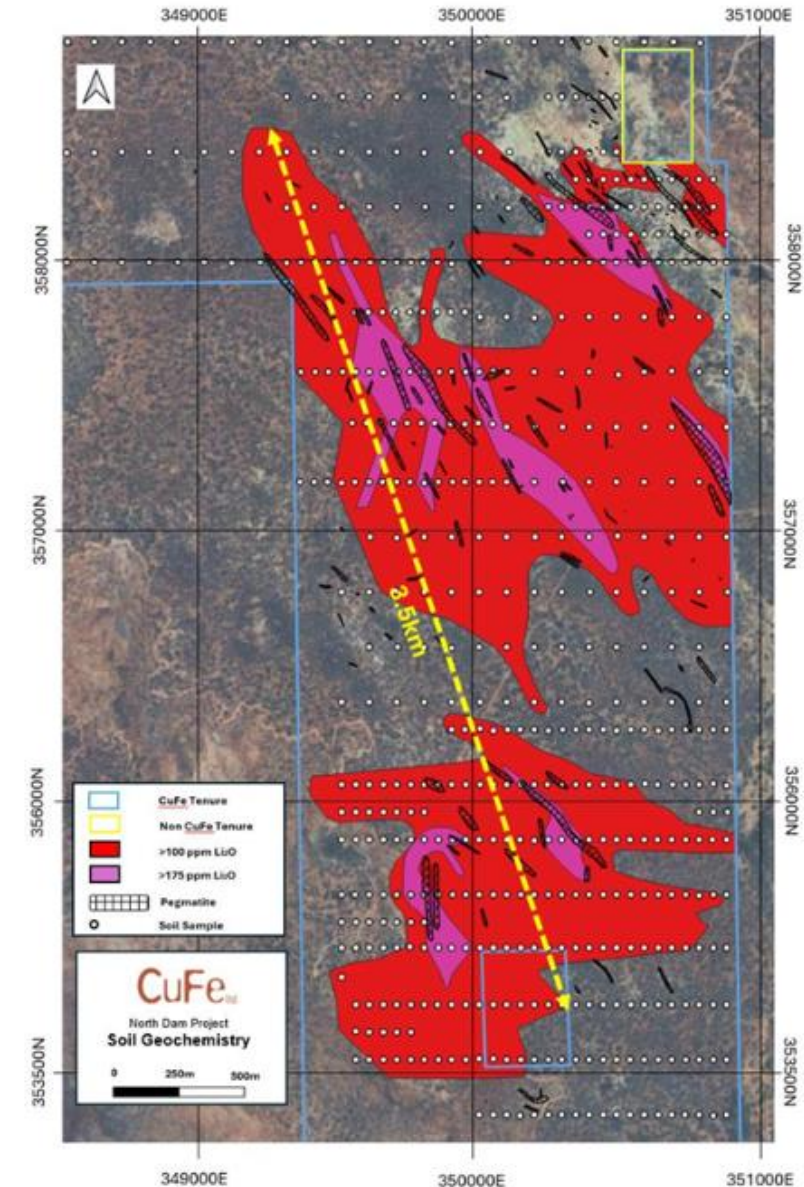 349000E
350000E
351000E
358000N
358000N
357000N
357000N
3.5km
356000N
356000N
353500N
353500N
CuFe Tenure
Non CuFe Tenure
>100 ppm Li₂O
>175 ppm Li₂O
Pegmatite
Soil Sample
CuFe
North Dam Project
Soil Geochemistry
0 250m 500m
349000E
350000E
351000E